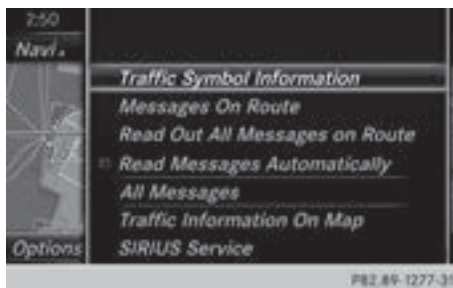 2:50
Navi
Traffic Symbol Information
Messages On Route
Read Out All Messages on Route
Read Messages Automatically
All Messages
Traffic Information On Map
Options
SIRIUS Service
P82.89-1277-31